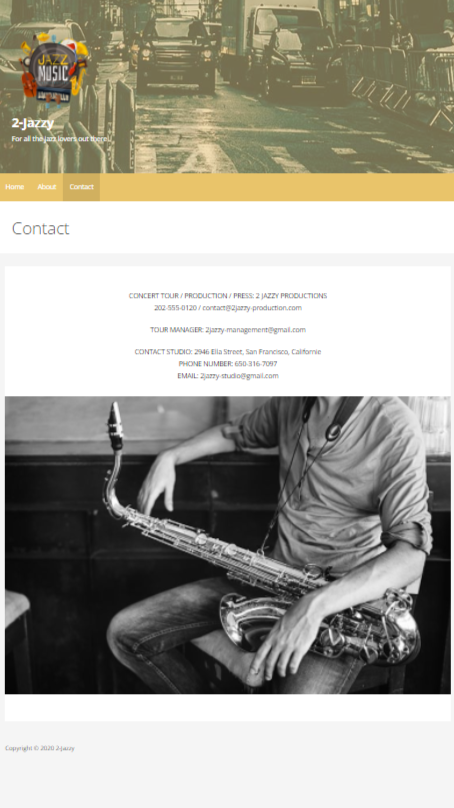 JAZZ
MUSIC
2-Jazzy
For all the jazz lovers out there!
Home About Contact
Contact
CONCERT TOUR / PRODUCTION / PRESS: 2 JAZZY PRODUCTIONS
202-555-0120 / contact@2jazzy-production.com
TOUR MANAGER: 2jazzy-management@gmail.com
CONTACT STUDIO: 2946 Ella Street, San Francisco, Californie
PHONE NUMBER: 650-316-7097
EMAIL: 2jazzy-studio@gmail.com
Copyright © 2020 2-Jazzy